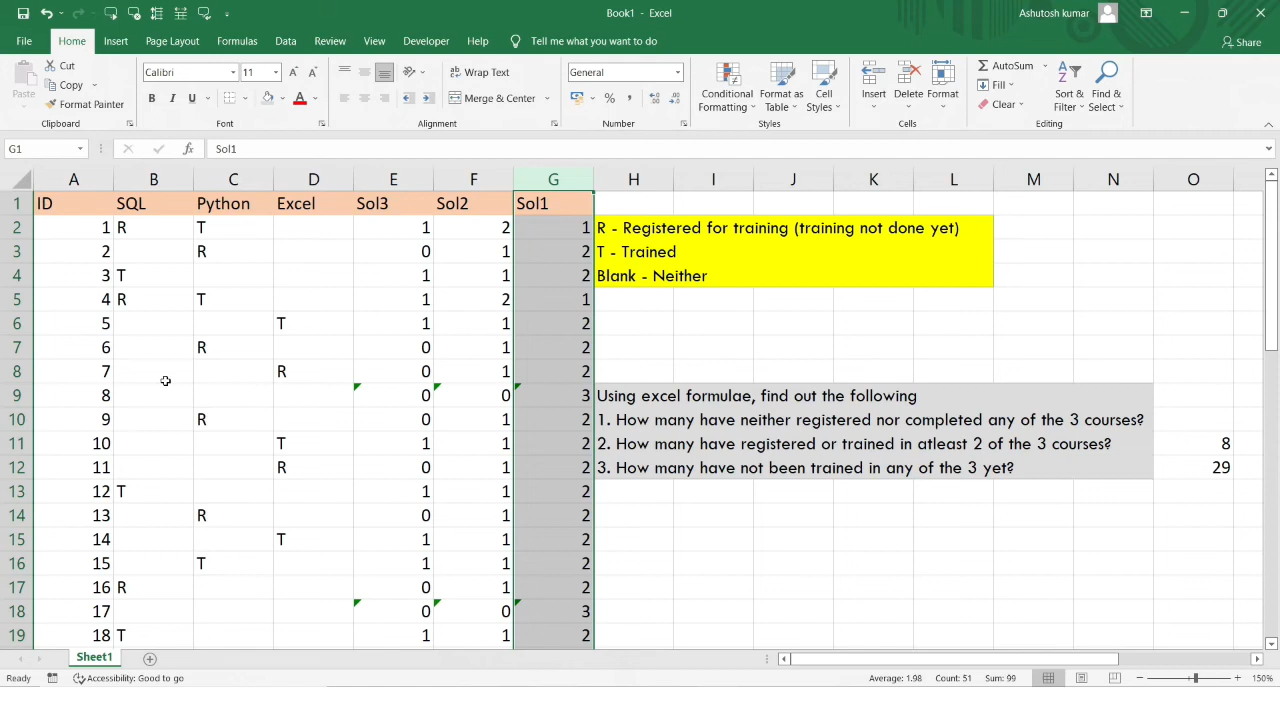 Book1 - Excel
Ashutosh kumar
File Home Insert Page Layout Formulas Data Review View Developer Help Tell me what you want to do Share
Paste
Cut
Copy
Format Painter
Calibri 11
B I U
Wrap Text
Merge & Center
General
Conditional Formatting
Format as Table
Cell Styles
Insert
Delete
Format
AutoSum
Fill
Clear
Sort & Filter
Find & Select
Clipboard Font Alignment Number Styles Cells Editing
G1 fx Sol1
A B C D E F G H I J K L M N O
1 ID SQL Python Excel Sol3 Sol2 Sol1
2 1 R T 1 2 1 R - Registered for training (training not done yet)
3 2 R 0 1 2 T - Trained
4 3 T 1 1 2 Blank - Neither
5 4 R T 1 2 1
6 5 T 1 1 2
7 6 R 0 1 2
8 7 R 0 1 2
9 8 0 0 3 Using excel formulae, find out the following
10 9 R 0 1 2 1. How many have neither registered nor completed any of the 3 courses?
11 10 T 1 1 2 2. How many have registered or trained in atleast 2 of the 3 courses? 8
12 11 R 0 1 2 3. How many have not been trained in any of the 3 yet? 29
13 12 T 1 1 2
14 13 R 0 1 2
15 14 T 1 1 2
16 15 T 1 1 2
17 16 R 0 1 2
18 17 0 0 3
19 18 T 1 1 2
Sheet1
Ready Accessibility: Good to go Average: 1.98 Count: 51 Sum: 99 150%